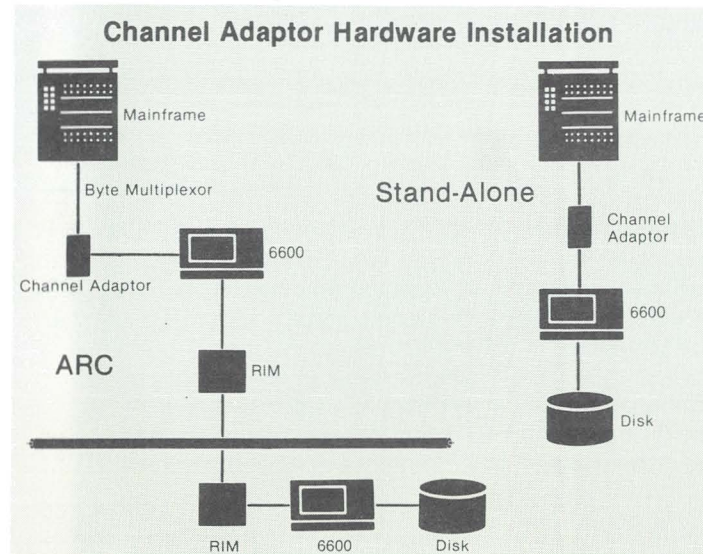 Channel Adaptor Hardware Installation
Mainframe
Byte Multiplexor
Channel Adaptor
6600
ARC
RIM
RIM
6600
Disk
Stand-Alone
Mainframe
Channel
Adaptor
6600
Disk